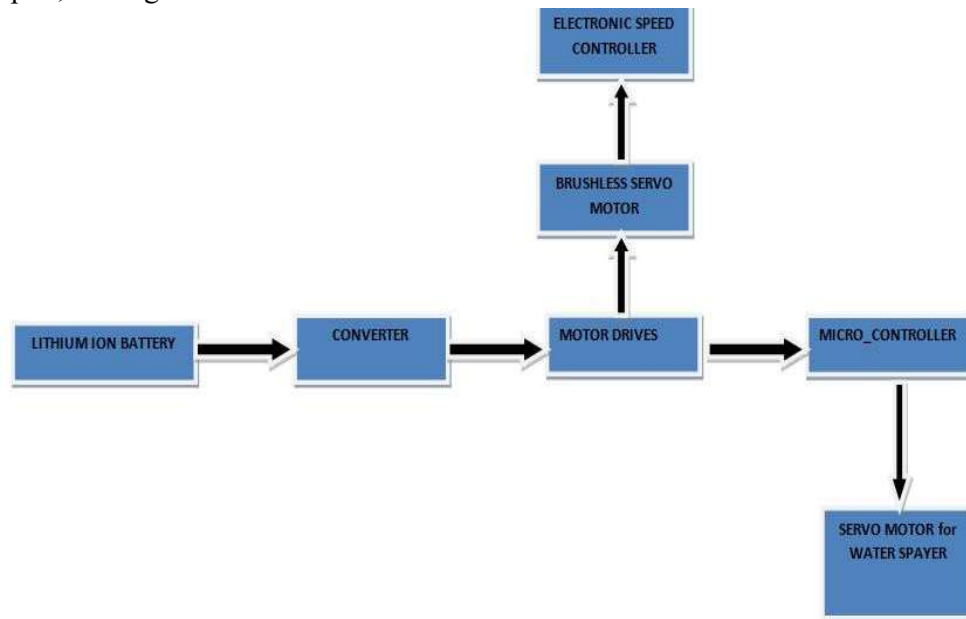 ELECTRONIC SPEED
CONTROLLER
BRUSHLESS SERVO
MOTOR
LITHIUM ION BATTERY
CONVERTER
MOTOR DRIVES
MICRO_CONTROLLER
SERVO MOTOR for
WATER SPAYER